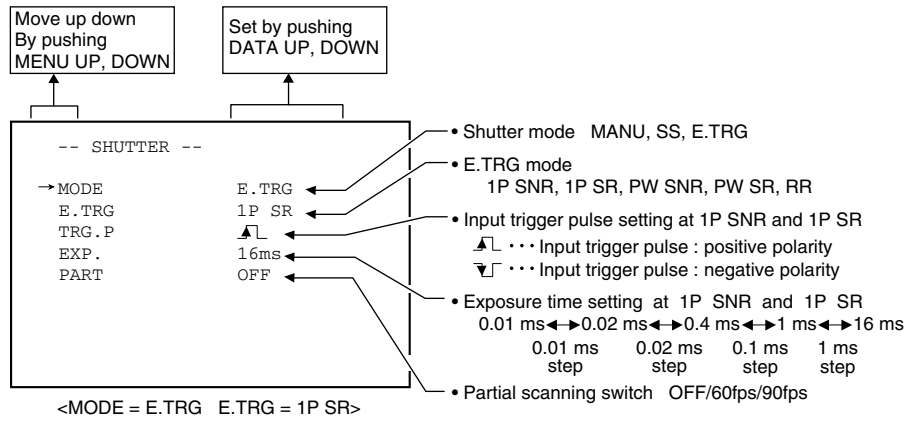 Move up down
By pushing
MENU UP, DOWN
Set by pushing
DATA UP, DOWN
-- SHUTTER --
→MODE E.TRG
E.TRG 1P SR
TRG.P
EXP. 16ms
PART OFF
<MODE = E.TRG E.TRG = 1P SR>
• Shutter mode MANU, SS, E.TRG
• E.TRG mode
1P SNR, 1P SR, PW SNR, PW SR, RR
• Input trigger pulse setting at 1P SNR and 1P SR
··· Input trigger pulse : positive polarity
··· Input trigger pulse : negative polarity
• Exposure time setting at 1P SNR and 1P SR
0.01 ms↔0.02 ms↔0.4 ms↔1 ms↔16 ms
0.01 ms 0.02 ms 0.1 ms 1 ms
step step step step
• Partial scanning switch OFF/60fps/90fps